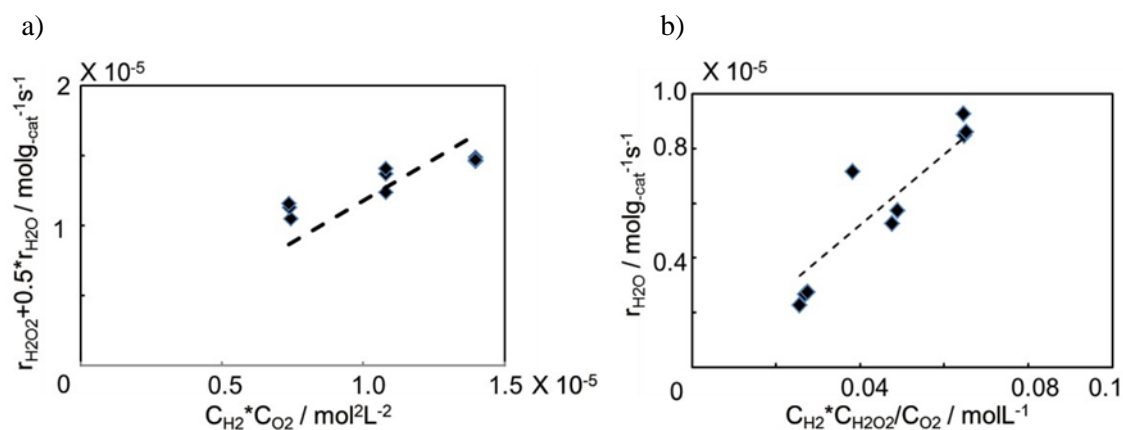 a)
X 10⁻⁵
2
1
0
0.5
1.0
1.5 X 10⁻⁵
r_H2O2+0.5*r_H2O / molg_-cat⁻¹s⁻¹
C_H2*C_O2 / mol²L⁻²
b)
X 10⁻⁵
1.0
0.8
0.4
0
0.04
0.08
0.1
r_H2O / molg_-cat⁻¹s⁻¹
C_H2*C_H2O2/C_O2 / molL⁻¹